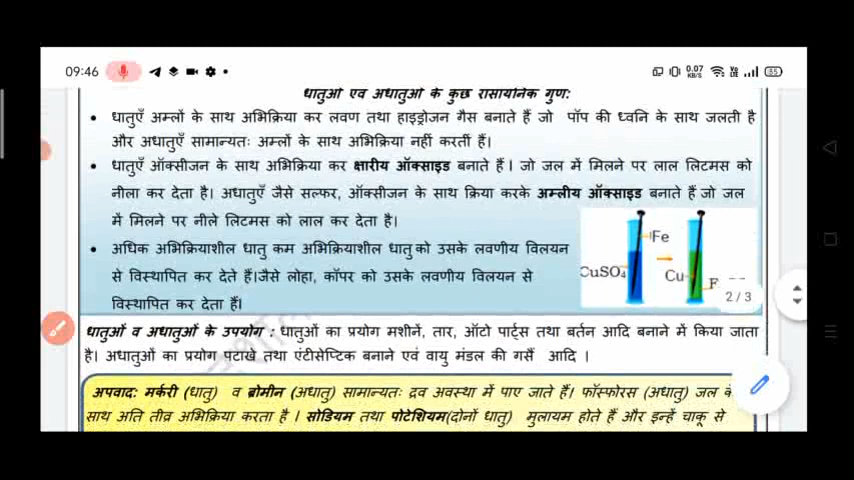 09:46
0.07
KB/S
55
धातुओं एवं अधातुओं के कुछ रासायनिक गुण:
• धातुएँ अम्लों के साथ अभिक्रिया कर लवण तथा हाइड्रोजन गैस बनाते हैं जो पॉप की ध्वनि के साथ जलती है
और अधातुएँ सामान्यतः अम्लों के साथ अभिक्रिया नहीं करतीं हैं।
• धातुएँ ऑक्सीजन के साथ अभिक्रिया कर क्षारीय ऑक्साइड बनाते हैं। जो जल में मिलने पर लाल लिटमस को
नीला कर देता है। अधातुएँ जैसे सल्फर, ऑक्सीजन के साथ क्रिया करके अम्लीय ऑक्साइड बनाते हैं जो जल
में मिलने पर नीले लिटमस को लाल कर देता है।
• अधिक अभिक्रियाशील धातु कम अभिक्रियाशील धातु को उसके लवणीय विलयन
से विस्थापित कर देते हैं।जैसे लोहा, कॉपर को उसके लवणीय विलयन से
विस्थापित कर देता हैं।
Fe
CuSO₄
Cu
F
2 / 3
धातुओं व अधातुओं के उपयोग : धातुओं का प्रयोग मशीनें, तार, ऑटो पार्ट्स तथा बर्तन आदि बनाने में किया जाता
है। अधातुओं का प्रयोग पटाखे तथा एंटीसेप्टिक बनाने एवं वायु मंडल की गसैं आदि ।
अपवाद: मर्करी (धातु) व ब्रोमीन (अधातु) सामान्यतः द्रव अवस्था में पाए जाते हैं। फॉस्फोरस (अधातु) जल
साथ अति तीव्र अभिक्रिया करता है । सोडियम तथा पोटेशियम(दोनों धातु) मुलायम होते हैं और इन्हें चाकू से